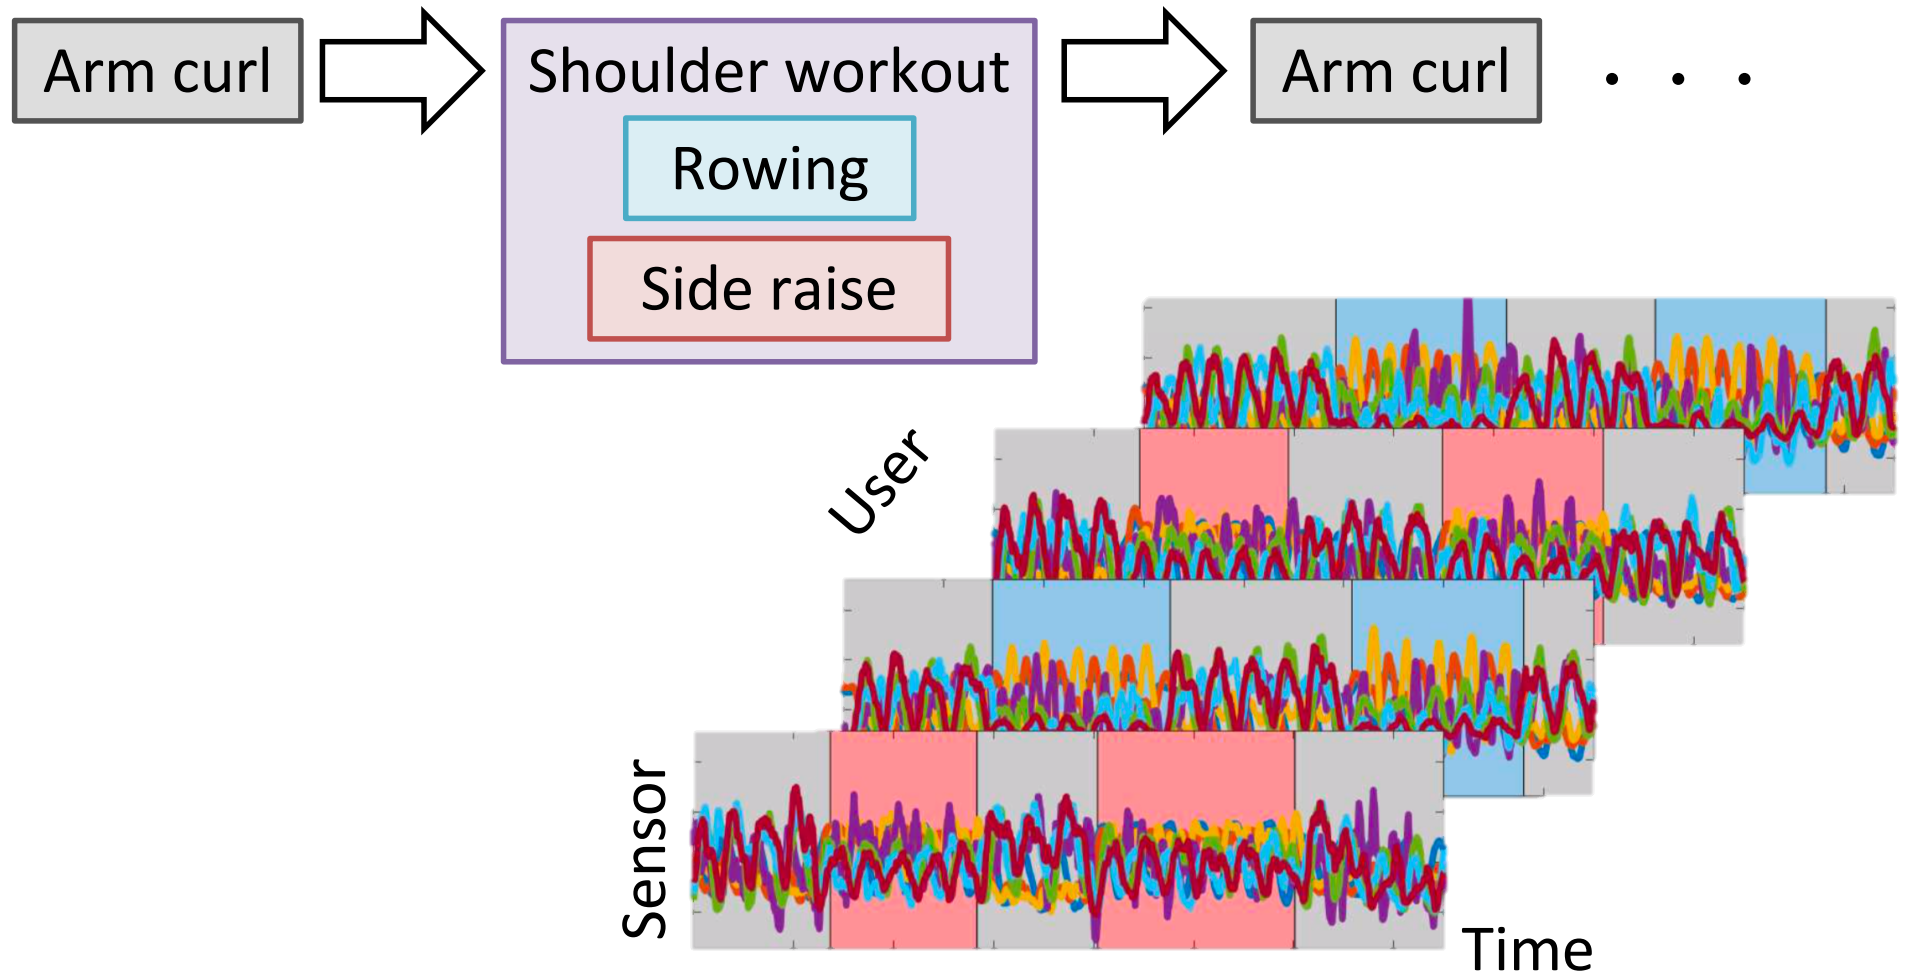 Arm curl
Shoulder workout
Rowing
Side raise
Arm curl
. . .
User
Sensor
Time